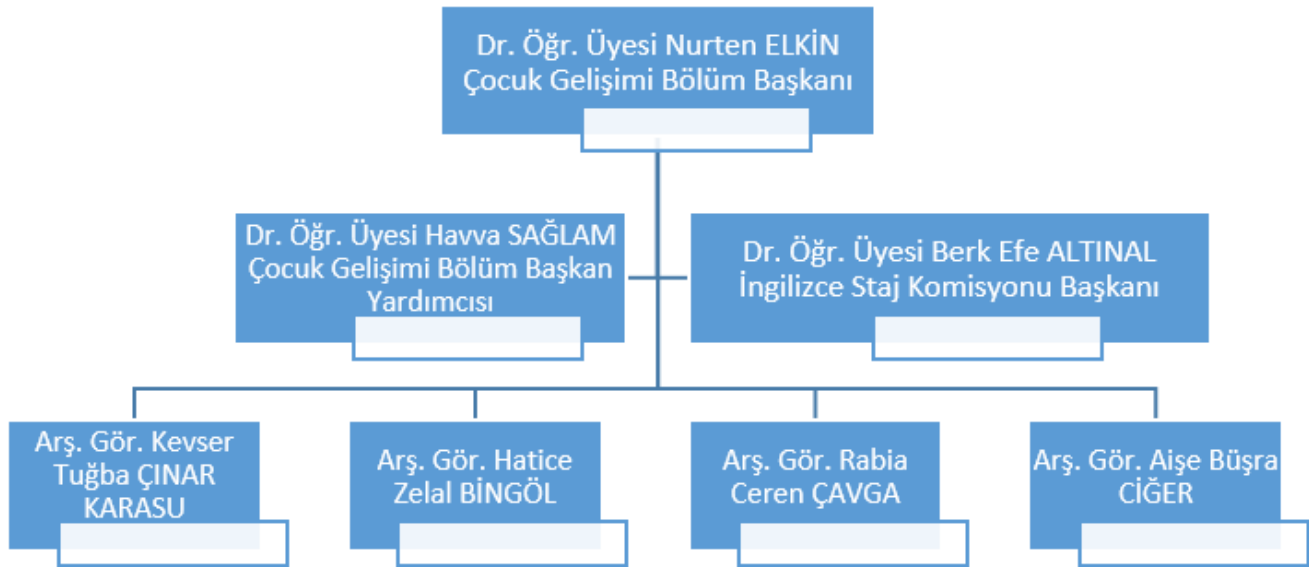 Dr. Öğr. Üyesi Nurten ELKİN
Çocuk Gelişimi Bölüm Başkanı
Dr. Öğr. Üyesi Havva SAĞLAM
Çocuk Gelişimi Bölüm Başkan
Yardımcısı
Dr. Öğr. Üyesi Berk Efe ALTINAL
İngilizce Staj Komisyonu Başkanı
Arş. Gör. Kevser
Tuğba ÇINAR
KARASU
Arş. Gör. Hatice
Zelal BİNGÖL
Arş. Gör. Rabia
Ceren ÇAVGA
Arş. Gör. Aişe Büşra
CİĞER